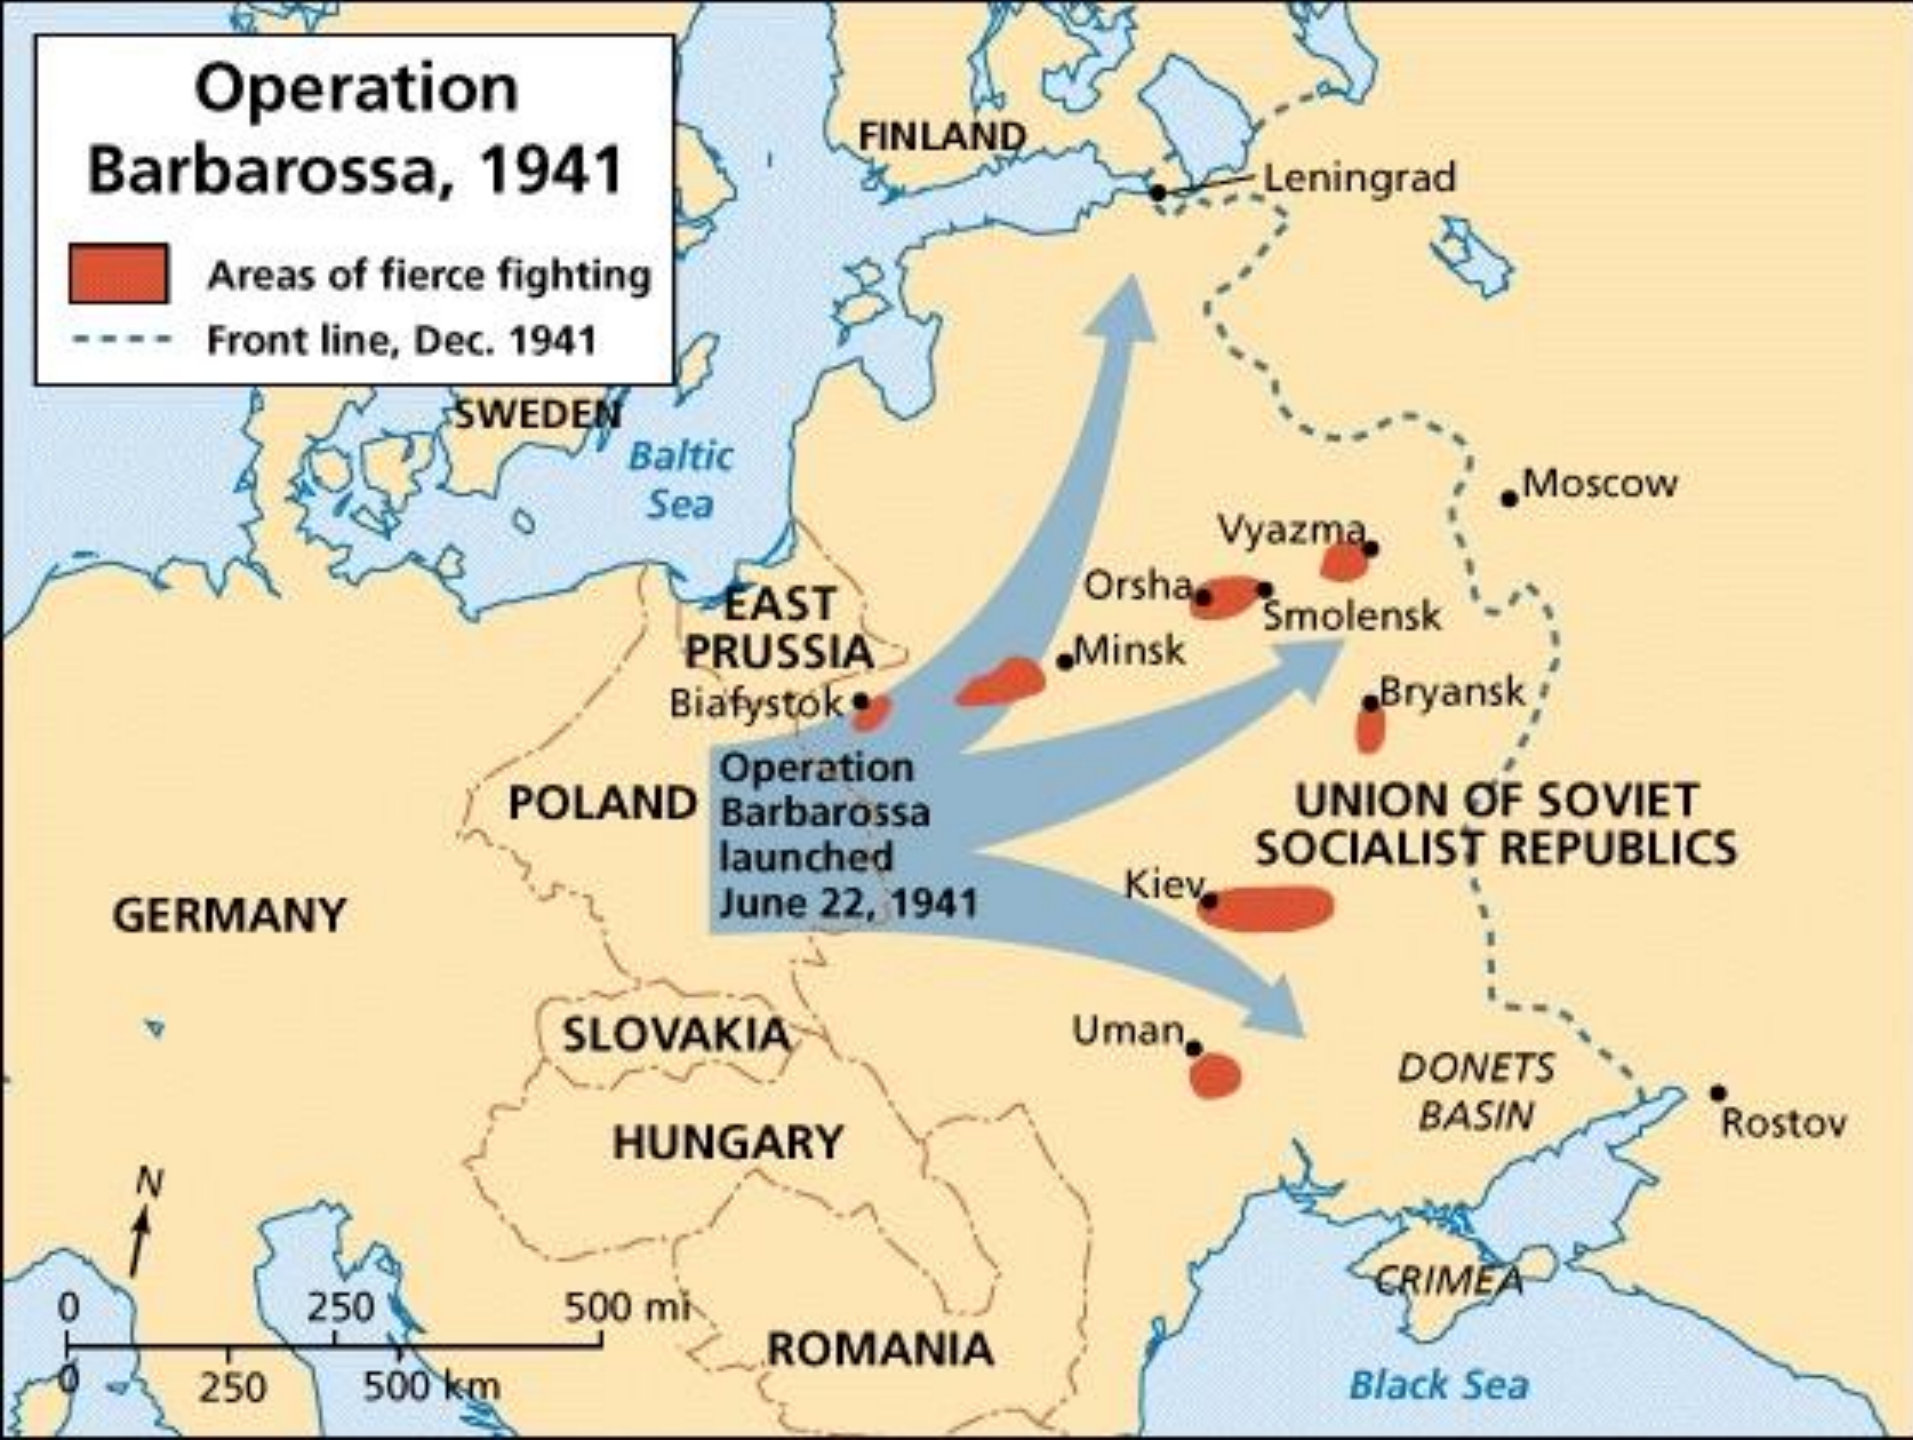 Operation
Barbarossa, 1941
Areas of fierce fighting
Front line, Dec. 1941
FINLAND
Leningrad
SWEDEN
Baltic
Sea
Moscow
Vyazma
Orsha
Smolensk
EAST
PRUSSIA
Minsk
Białystok
Bryansk
Operation
Barbarossa
launched
June 22, 1941
POLAND
UNION OF SOVIET
SOCIALIST REPUBLICS
Kiev
GERMANY
SLOVAKIA
Uman
DONETS
BASIN
HUNGARY
Rostov
N
CRIMEA
0 250 500 mi
ROMANIA
0 250 500 km
Black Sea